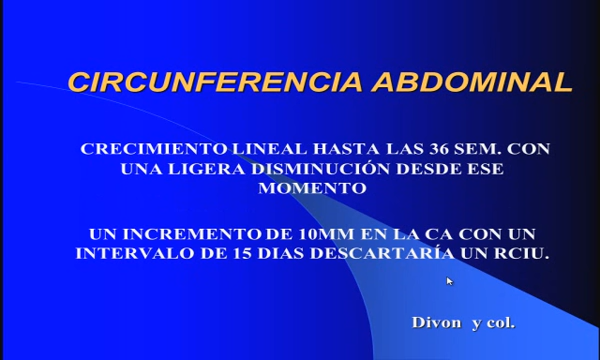 CIRCUNFERENCIA ABDOMINAL
CRECIMIENTO LINEAL HASTA LAS 36 SEM. CON
UNA LIGERA DISMINUCIÓN DESDE ESE
MOMENTO
UN INCREMENTO DE 10MM EN LA CA CON UN
INTERVALO DE 15 DIAS DESCARTARÍA UN RCIU.
Divon y col.